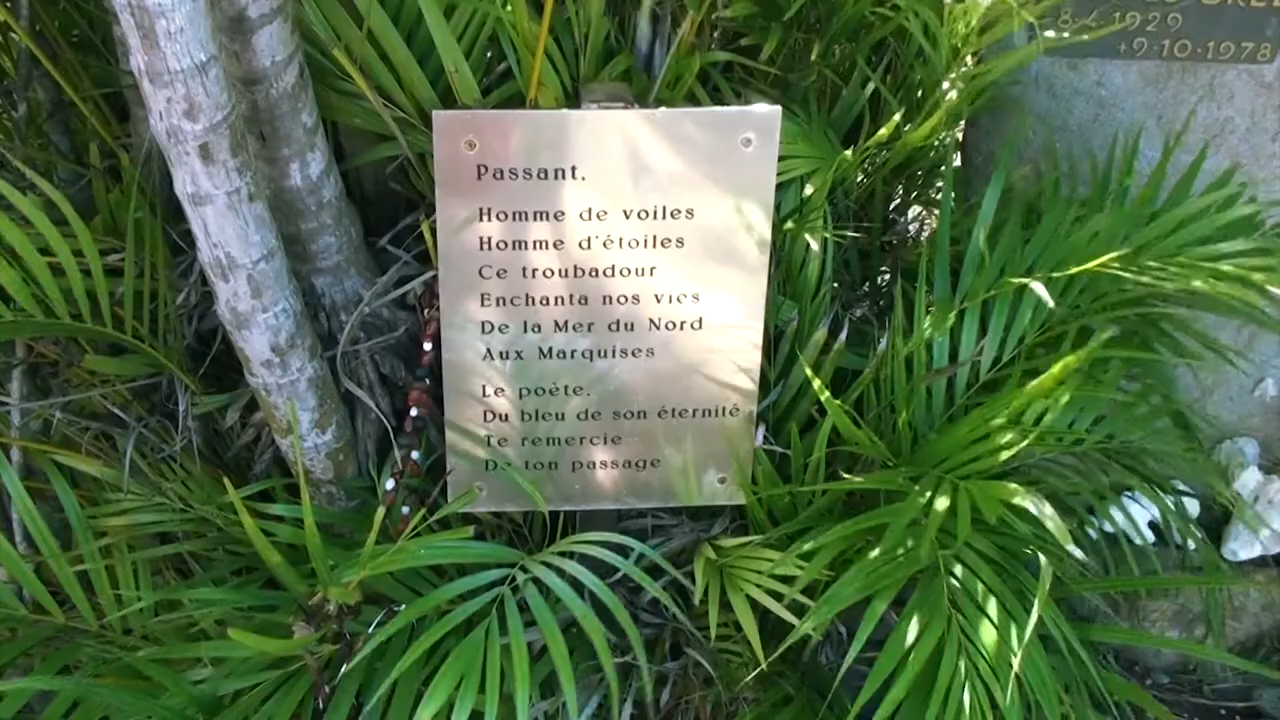 Passant,
Homme de voiles
Homme d'étoiles
Ce troubadour
Enchanta nos vies
De la Mer du Nord
Aux Marquises
Le poète,
Du bleu de son éternité
Te remercie
De ton passage
8·4·1929
+9·10·1978